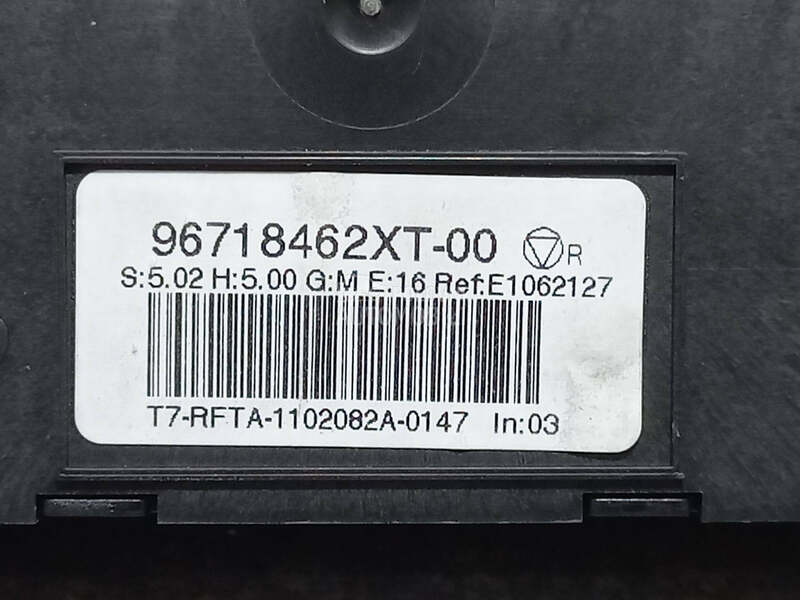 96718462XT-00 R
S:5.02 H:5.00 G:M E:16 Ref:E1062127
T7-RFTA-1102082A-0147 In:03